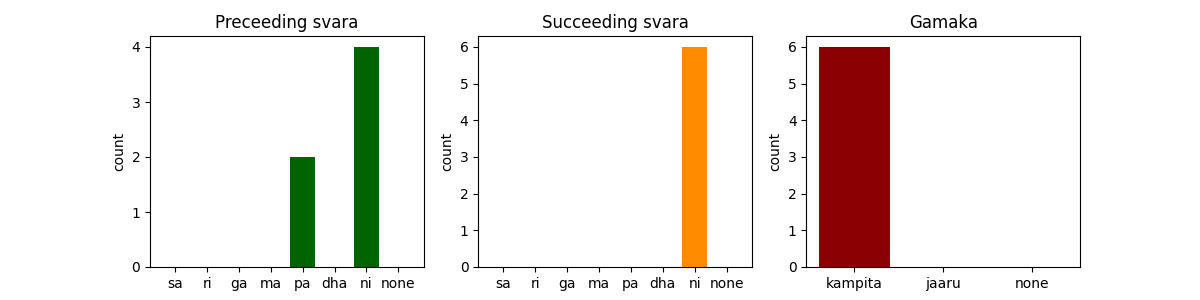 Preceeding svara
count
4
3
2
1
0
sa ri ga ma pa dha ni none
Succeeding svara
count
6
5
4
3
2
1
0
sa ri ga ma pa dha ni none
Gamaka
count
6
5
4
3
2
1
0
kampita jaaru none